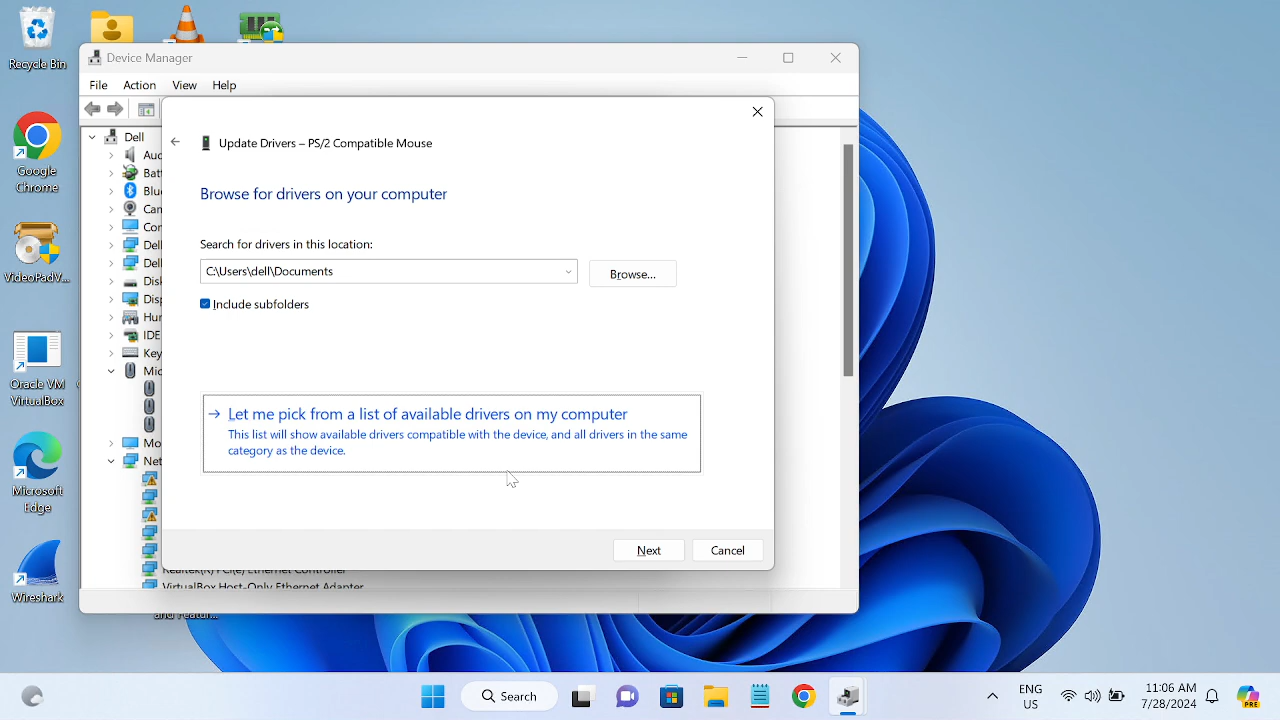 Recycle Bin
Google
Chrome
VideoPadV...
Oracle VM
VirtualBox
Microsoft
Edge
Wireshark
Device Manager
File Action View Help
Dell
Update Drivers – PS/2 Compatible Mouse
Browse for drivers on your computer
Search for drivers in this location:
C:\Users\dell\Documents
Browse...
Include subfolders
Let me pick from a list of available drivers on my computer
This list will show available drivers compatible with the device, and all drivers in the same
category as the device.
Next Cancel
Realtek(R) PCI(e) Ethernet Controller
VirtualBox Host-Only Ethernet Adapter
and Featur...
Search
ENG
US
11:06 AM
7/28/2024
PRE